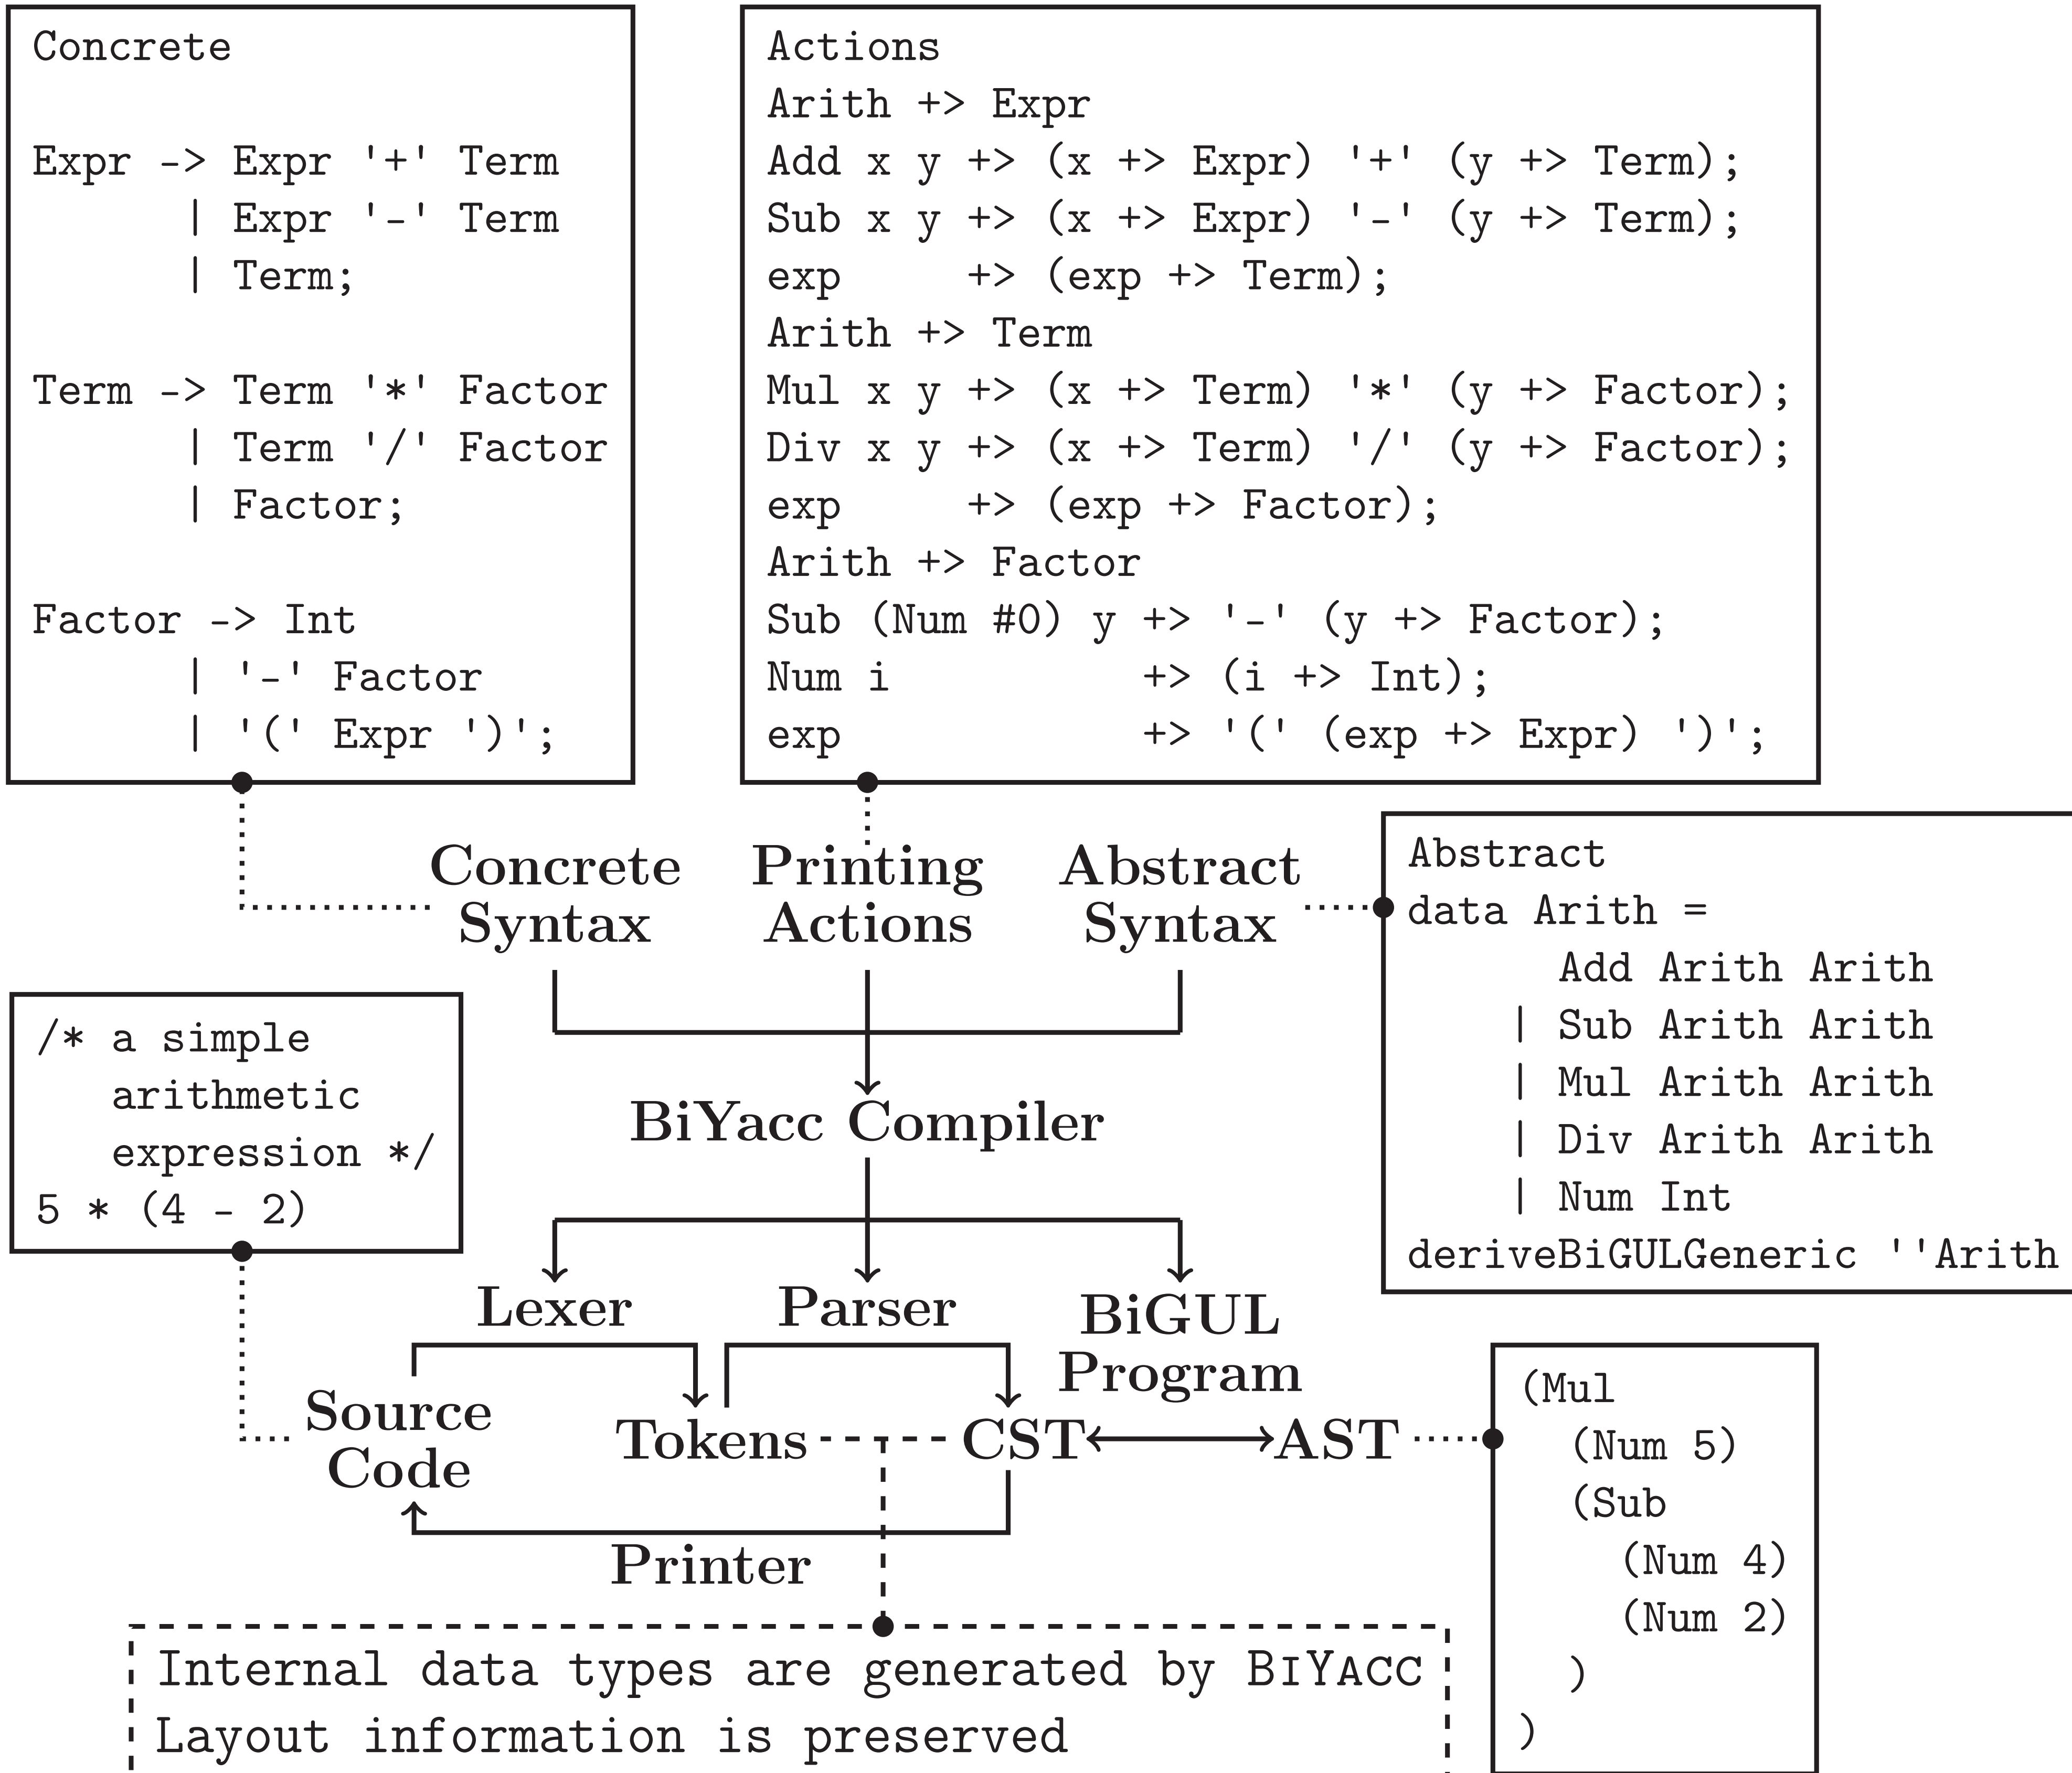 Concrete
Expr -> Expr '+' Term
| Expr '-' Term
| Term;
Term -> Term '*' Factor
| Term '/' Factor
| Factor;
Factor -> Int
| '-' Factor
| '(' Expr ')';
Actions
Arith +> Expr
Add x y +> (x +> Expr) '+' (y +> Term);
Sub x y +> (x +> Expr) '-' (y +> Term);
exp +> (exp +> Term);
Arith +> Term
Mul x y +> (x +> Term) '*' (y +> Factor);
Div x y +> (x +> Term) '/' (y +> Factor);
exp +> (exp +> Factor);
Arith +> Factor
Sub (Num #0) y +> '-' (y +> Factor);
Num i +> (i +> Int);
exp +> '(' (exp +> Expr) ')';
Concrete
Syntax
Printing
Actions
Abstract
Syntax
Abstract
data Arith =
Add Arith Arith
| Sub Arith Arith
| Mul Arith Arith
| Div Arith Arith
| Num Int
deriveBiGULGeneric ''Arith
/* a simple
arithmetic
expression */
5 * (4 - 2)
BiYacc Compiler
Lexer
Parser
BiGUL
Program
Source
Code
Tokens
CST
AST
Printer
(Mul
(Num 5)
(Sub
(Num 4)
(Num 2)
)
)
Internal data types are generated by BIYACC
Layout information is preserved